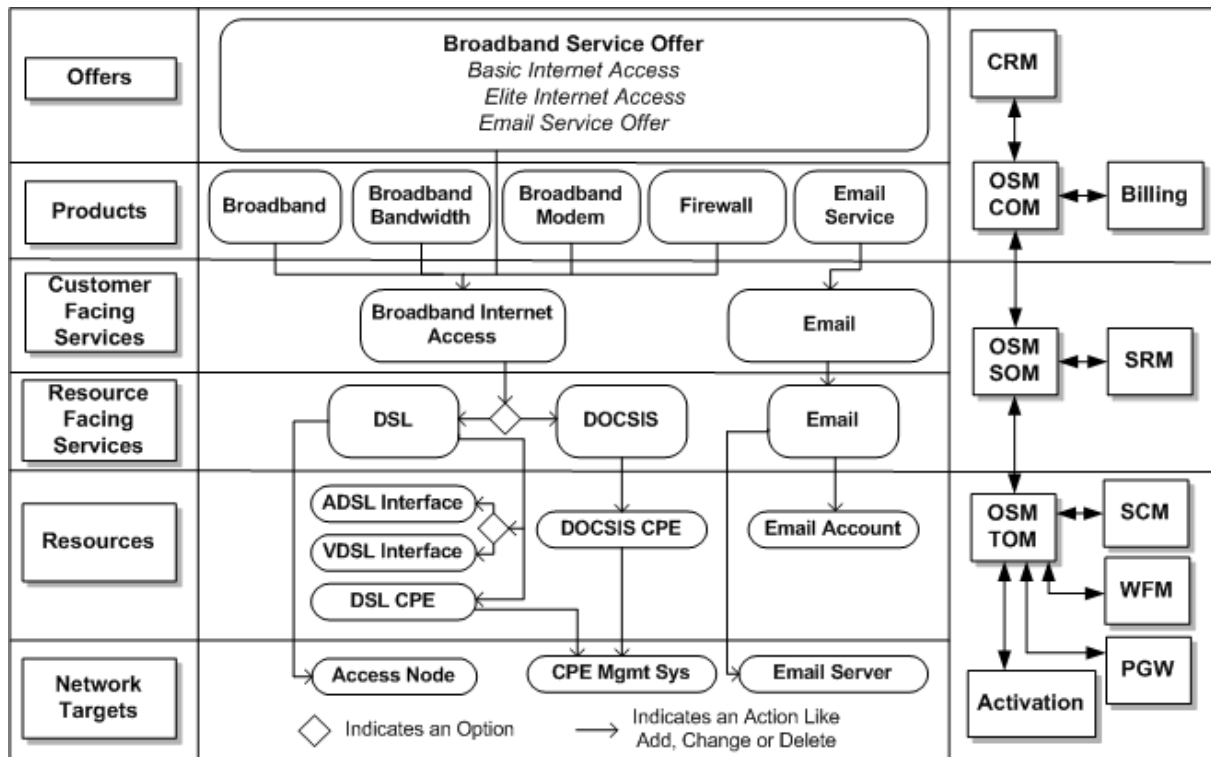 Offers
Broadband Service Offer
Basic Internet Access
Elite Internet Access
Email Service Offer
CRM
Products
Broadband
Broadband
Bandwidth
Broadband
Modem
Firewall
Email
Service
OSM
COM
Billing
Customer
Facing
Services
Broadband Internet
Access
Email
OSM
SOM
SRM
Resource
Facing
Services
DSL
DOCSIS
Email
Resources
ADSL Interface
VDSL Interface
DSL CPE
DOCSIS CPE
Email Account
OSM
TOM
SCM
WFM
PGW
Activation
Network
Targets
Access Node
CPE Mgmt Sys
Email Server
Indicates an Option
Indicates an Action Like
Add, Change or Delete